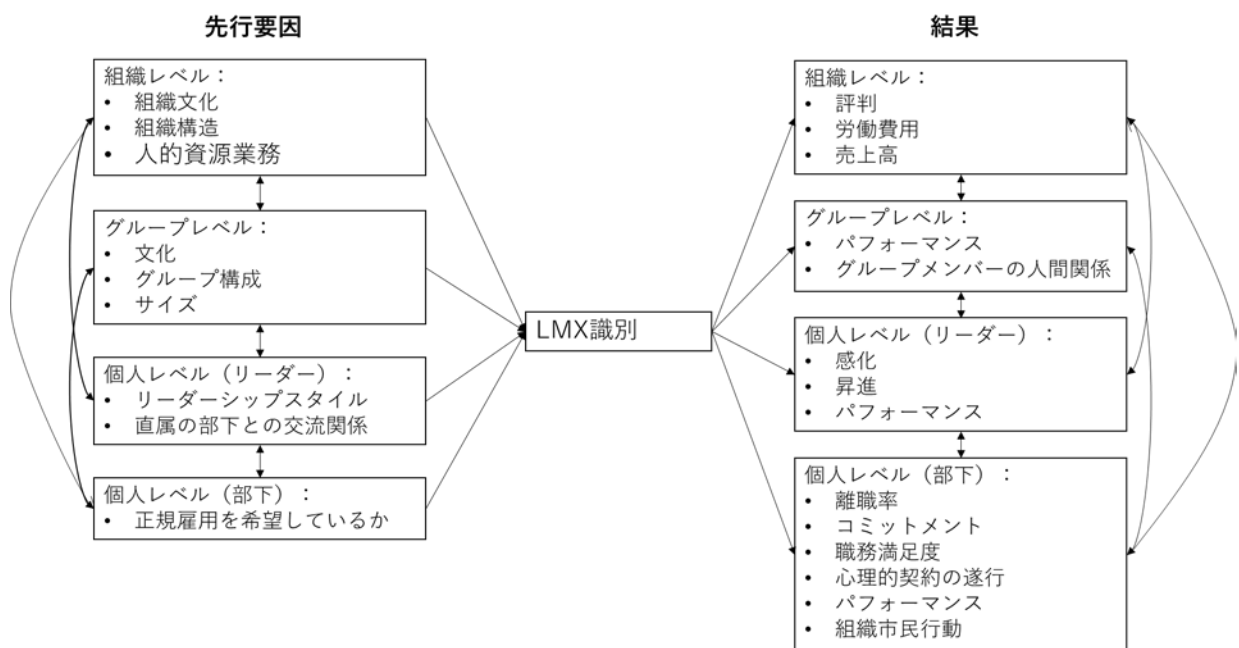 先行要因
組織レベル：
• 組織文化
• 組織構造
• 人的資源業務
グループレベル：
• 文化
• グループ構成
• サイズ
個人レベル（リーダー）：
• リーダーシップスタイル
• 直属の部下との交流関係
個人レベル（部下）：
• 正規雇用を希望しているか
LMX識別
結果
組織レベル：
• 評判
• 労働費用
• 売上高
グループレベル：
• パフォーマンス
• グループメンバーの人間関係
個人レベル（リーダー）：
• 感化
• 昇進
• パフォーマンス
個人レベル（部下）：
• 離職率
• コミットメント
• 職務満足度
• 心理的契約の遂行
• パフォーマンス
• 組織市民行動